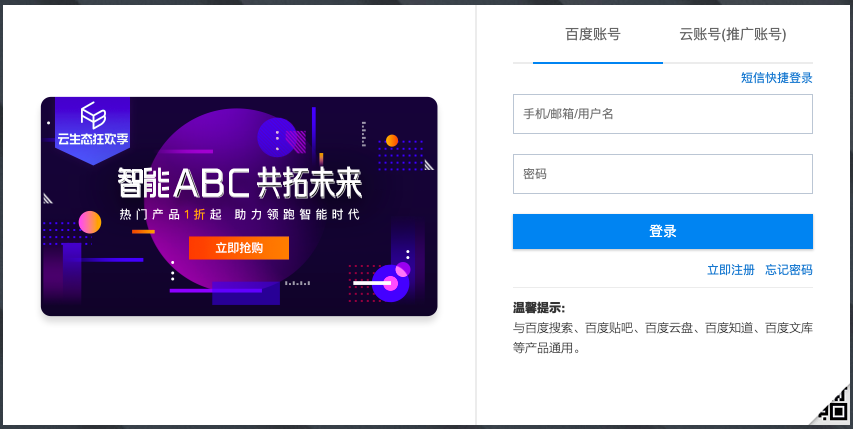 云生态狂欢季
智能ABC 共拓未来
热门产品1折起 助力领跑智能时代
立即抢购
百度账号 云账号(推广账号)
短信快捷登录
手机/邮箱/用户名
密码
登录
立即注册 忘记密码
温馨提示:
与百度搜索、百度贴吧、百度云盘、百度知道、百度文库
等产品通用。